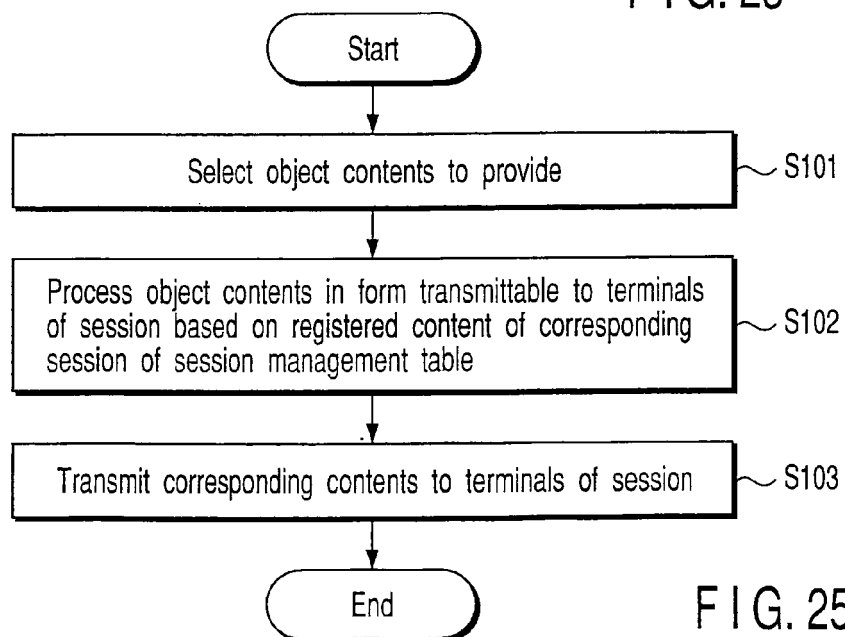 Start
Select object contents to provide
S101
Process object contents in form transmittable to terminals
of session based on registered content of corresponding
session of session management table
S102
Transmit corresponding contents to terminals of session
S103
End
FIG. 25